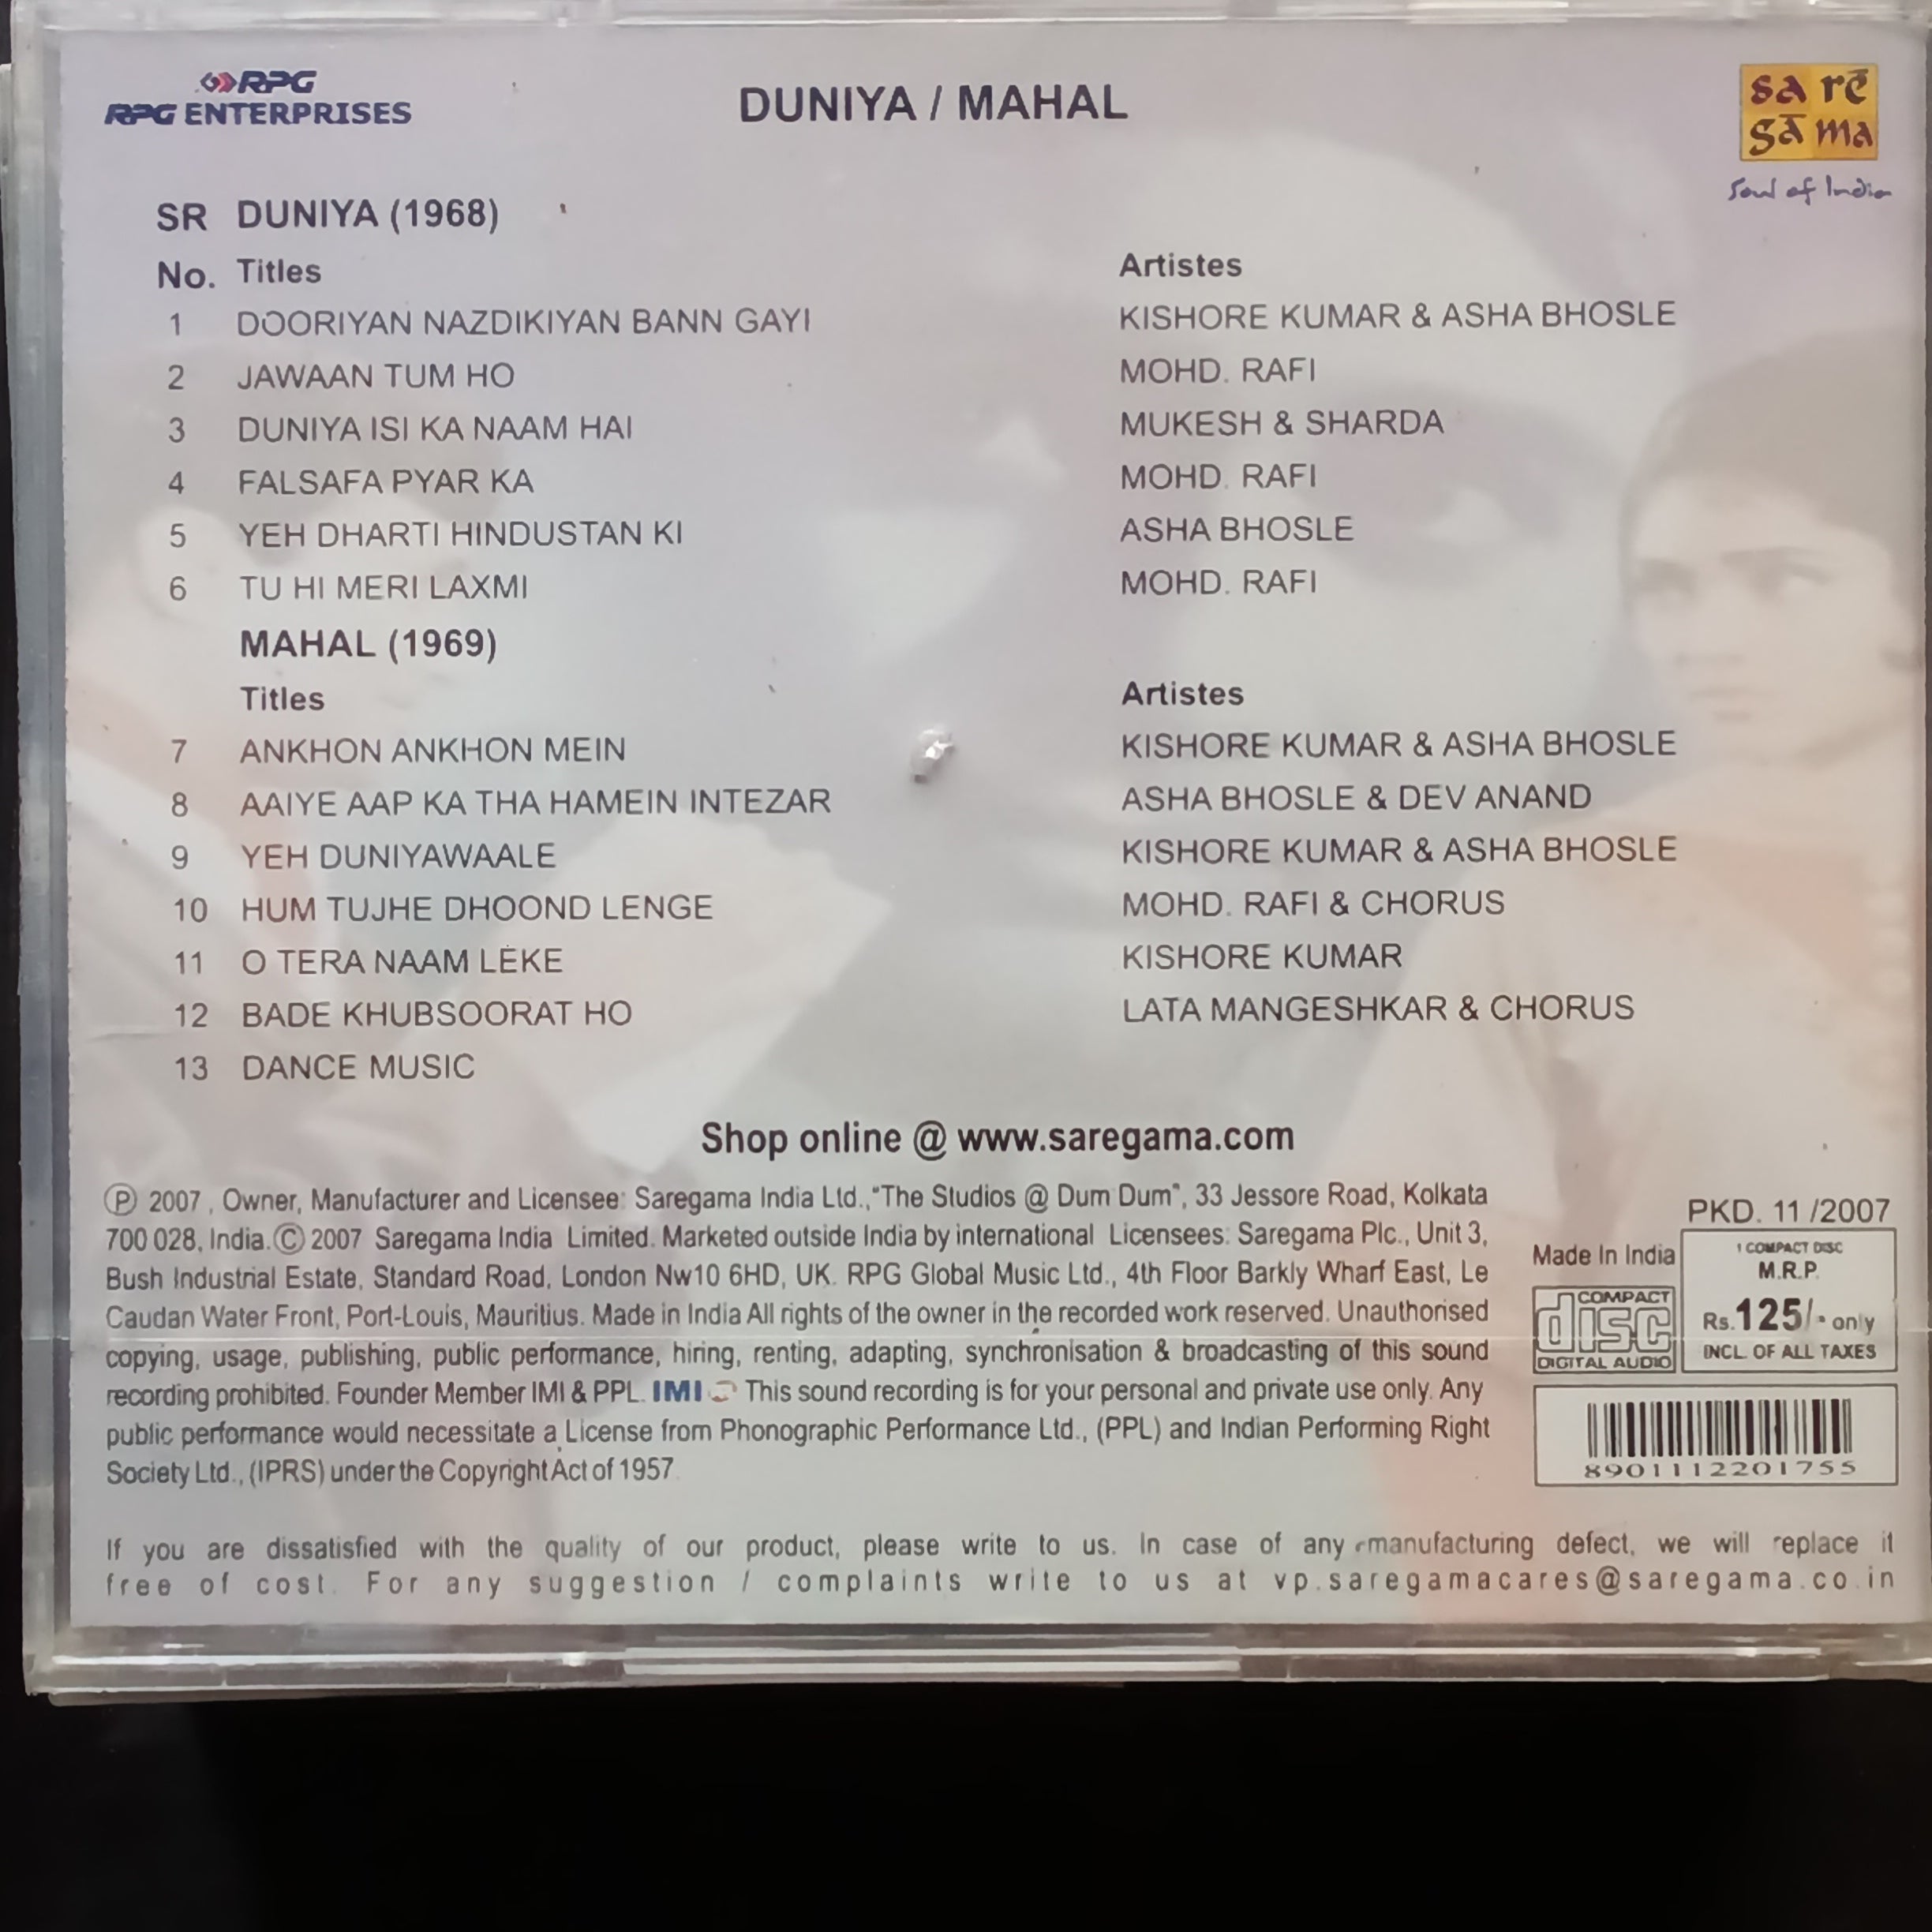 RPG
RPG ENTERPRISES
DUNIYA / MAHAL
sa rē
gā ma
Soul of India
SR DUNIYA (1968)
No. Titles Artistes
1 DOORIYAN NAZDIKIYAN BANN GAYI KISHORE KUMAR & ASHA BHOSLE
2 JAWAAN TUM HO MOHD. RAFI
3 DUNIYA ISI KA NAAM HAI MUKESH & SHARDA
4 FALSAFA PYAR KA MOHD. RAFI
5 YEH DHARTI HINDUSTAN KI ASHA BHOSLE
6 TU HI MERI LAXMI MOHD. RAFI
MAHAL (1969)
Titles Artistes
7 ANKHON ANKHON MEIN KISHORE KUMAR & ASHA BHOSLE
8 AAIYE AAP KA THA HAMEIN INTEZAR ASHA BHOSLE & DEV ANAND
9 YEH DUNIYAWAALE KISHORE KUMAR & ASHA BHOSLE
10 HUM TUJHE DHOOND LENGE MOHD. RAFI & CHORUS
11 O TERA NAAM LEKE KISHORE KUMAR
12 BADE KHUBSOORAT HO LATA MANGESHKAR & CHORUS
13 DANCE MUSIC
Shop online @ www.saregama.com
Ⓟ 2007 , Owner, Manufacturer and Licensee: Saregama India Ltd.,"The Studios @ Dum Dum", 33 Jessore Road, Kolkata
700 028, India.Ⓒ 2007 Saregama India Limited. Marketed outside India by international Licensees: Saregama Plc., Unit 3,
Bush Industrial Estate, Standard Road, London Nw10 6HD, UK. RPG Global Music Ltd., 4th Floor Barkly Wharf East, Le
Caudan Water Front, Port-Louis, Mauritius. Made in India All rights of the owner in the recorded work reserved. Unauthorised
copying, usage, publishing, public performance, hiring, renting, adapting, synchronisation & broadcasting of this sound
recording prohibited. Founder Member IMI & PPL. IMI This sound recording is for your personal and private use only. Any
public performance would necessitate a License from Phonographic Performance Ltd., (PPL) and Indian Performing Right
Society Ltd., (IPRS) under the Copyright Act of 1957
PKD. 11 /2007
Made In India
COMPACT
disc
DIGITAL AUDIO
1 COMPACT DISC
M.R.P.
Rs.125/- only
INCL. OF ALL TAXES
8901112201755
If you are dissatisfied with the quality of our product, please write to us. In case of any manufacturing defect, we will replace it
free of cost. For any suggestion / complaints write to us at vp.saregamacares@saregama.co.in